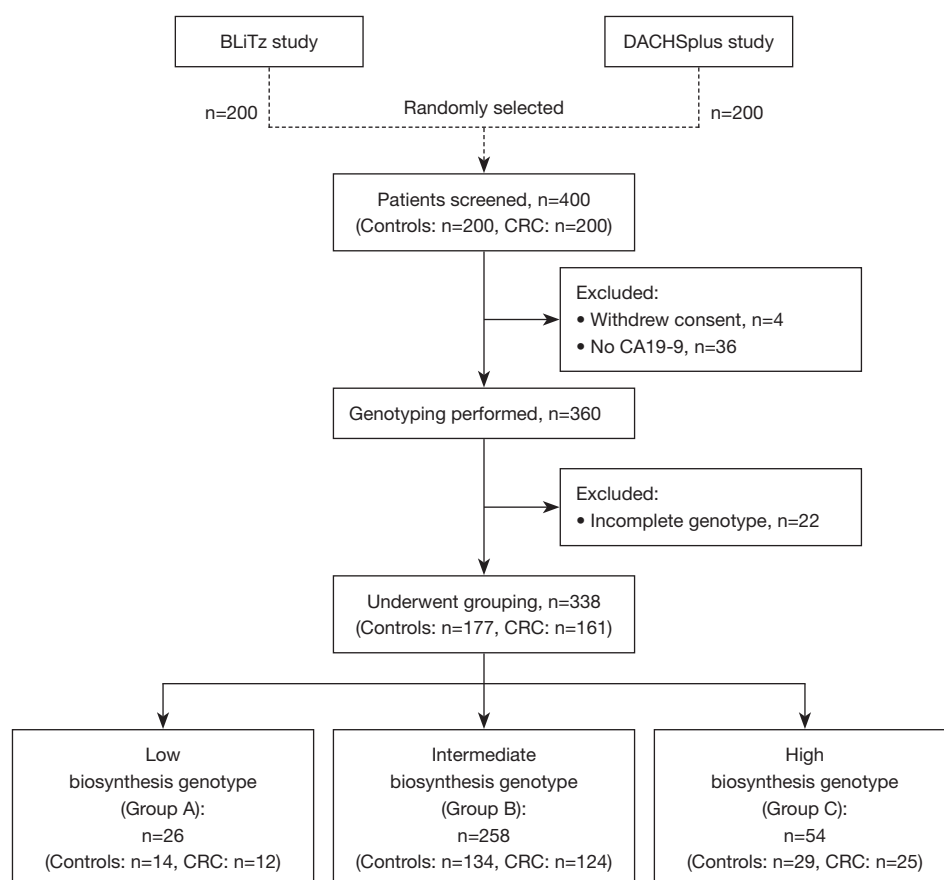 BLiTz study
DACHSplus study
n=200
Randomly selected
n=200
Patients screened, n=400
(Controls: n=200, CRC: n=200)
Excluded:
• Withdrew consent, n=4
• No CA19-9, n=36
Genotyping performed, n=360
Excluded:
• Incomplete genotype, n=22
Underwent grouping, n=338
(Controls: n=177, CRC: n=161)
Low
biosynthesis genotype
(Group A):
n=26
(Controls: n=14, CRC: n=12)
Intermediate
biosynthesis genotype
(Group B):
n=258
(Controls: n=134, CRC: n=124)
High
biosynthesis genotype
(Group C):
n=54
(Controls: n=29, CRC: n=25)